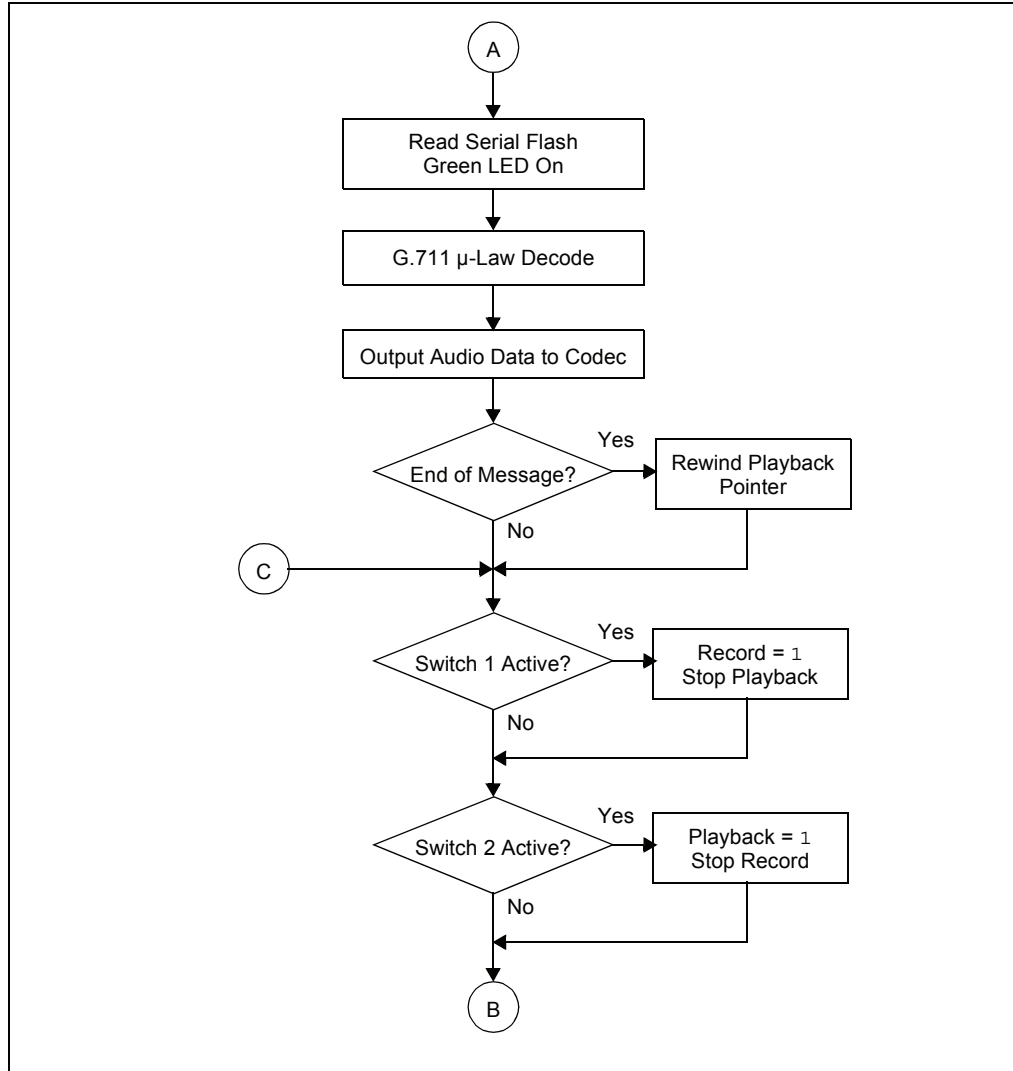 A
Read Serial Flash
Green LED On
G.711 µ-Law Decode
Output Audio Data to Codec
End of Message?
Yes
Rewind Playback
Pointer
No
C
Switch 1 Active?
Yes
Record = 1
Stop Playback
No
Switch 2 Active?
Yes
Playback = 1
Stop Record
No
B